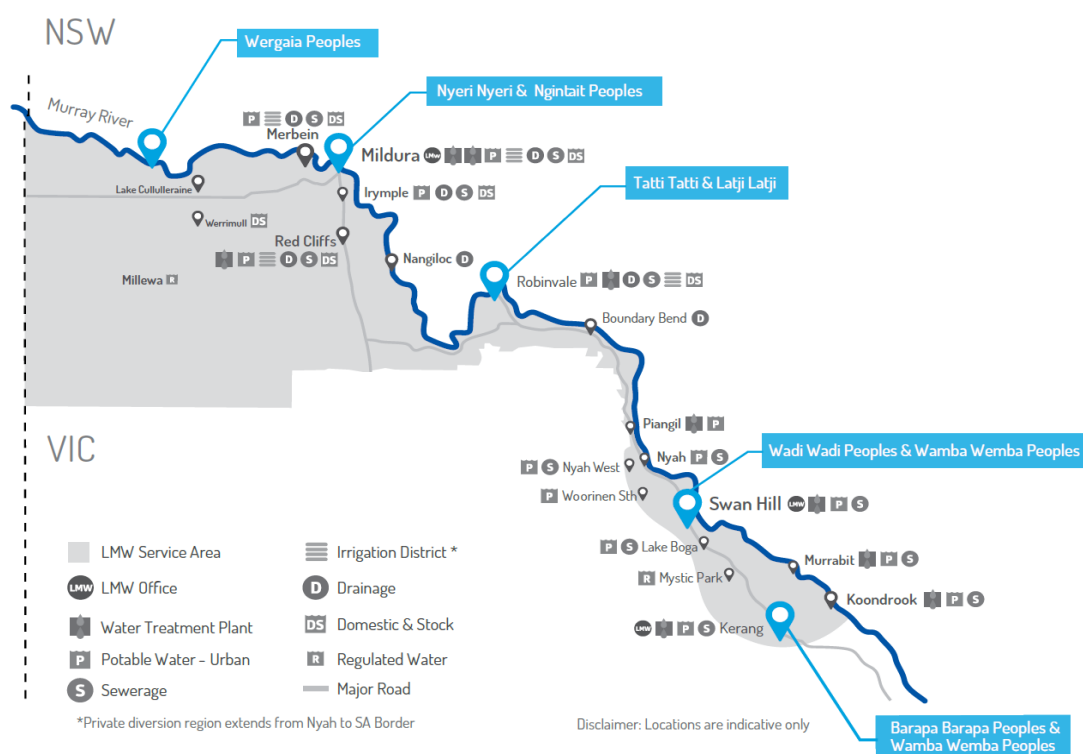 NSW
Wergaia Peoples
Nyeri Nyeri & Ngintait Peoples
Murray River
P D S DS
Merbein
Mildura LMW P D S DS
Tatti Tatti & Latji Latji
Lake Cullulleraine
Irymple P D S DS
Werrimull DS
Red Cliffs
P D S DS
Nangiloc D
Millewa R
Robinvale P D S DS
Boundary Bend D
VIC
Piangil P
Wadi Wadi Peoples & Wamba Wemba Peoples
Nyah P S
P S Nyah West
P Woorinen Sth
Swan Hill LMW P S
P S Lake Boga
Murrabit P S
R Mystic Park
Koondrook P S
LMW P S Kerang
LMW Service Area
LMW LMW Office
Water Treatment Plant
P Potable Water - Urban
S Sewerage
Irrigation District *
D Drainage
DS Domestic & Stock
R Regulated Water
Major Road
*Private diversion region extends from Nyah to SA Border
Disclaimer: Locations are indicative only
Barapa Barapa Peoples &
Wamba Wemba Peoples